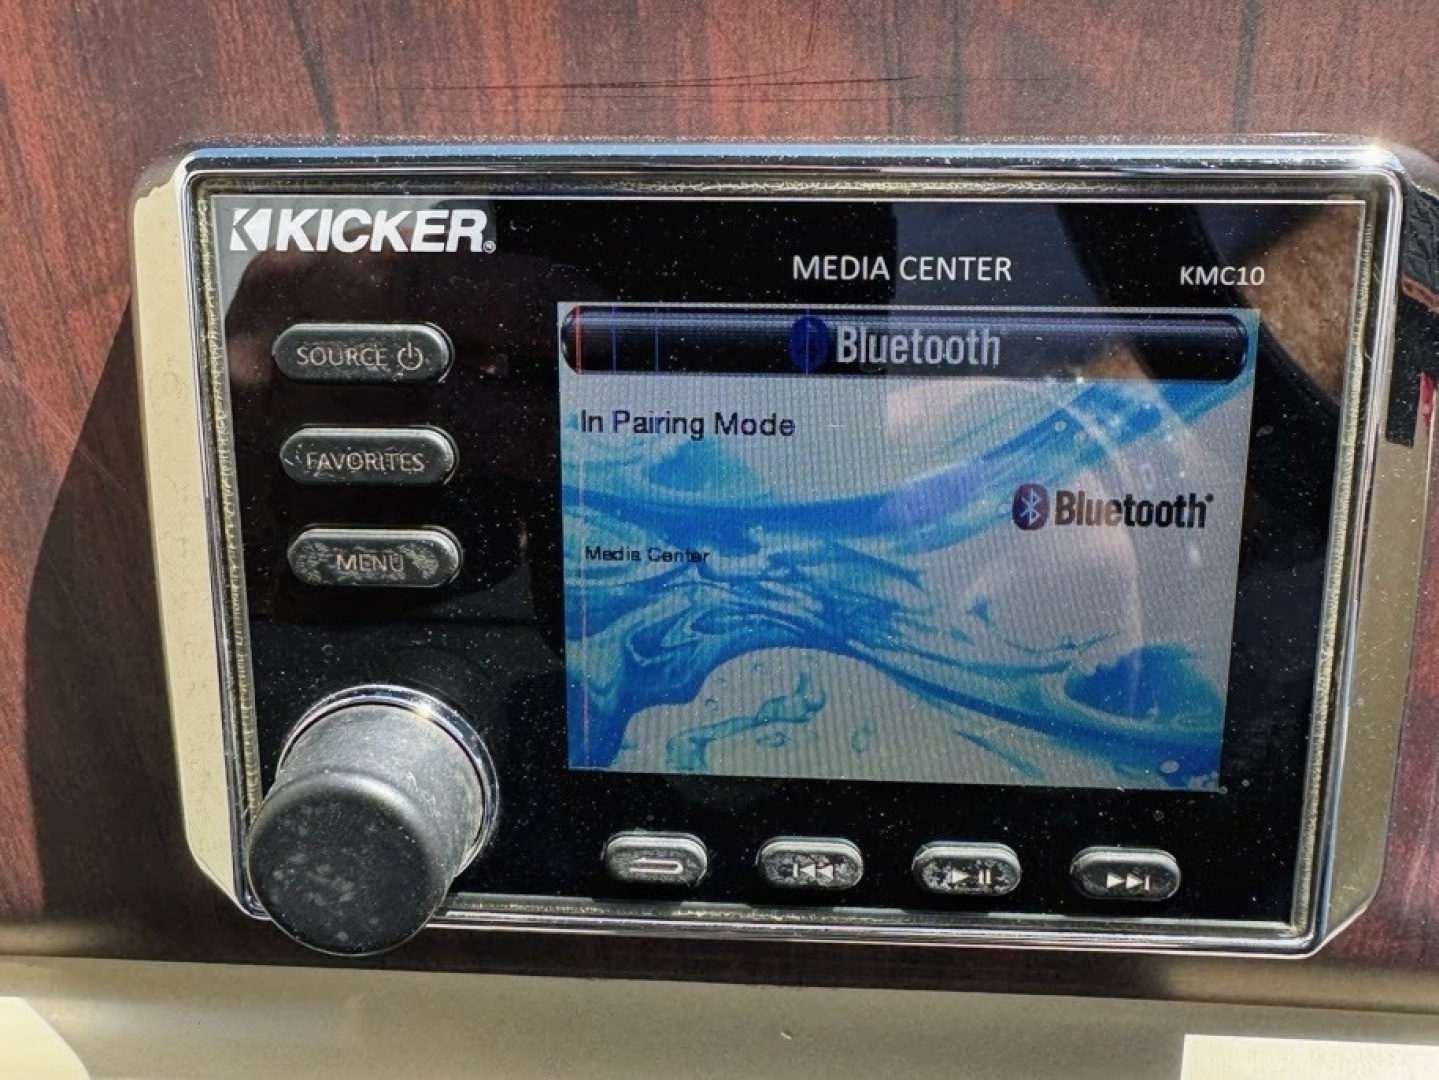 KICKER®
MEDIA CENTER
KMC10
SOURCE
Bluetooth
In Pairing Mode
FAVORITES
Bluetooth®
Media Center
MENU